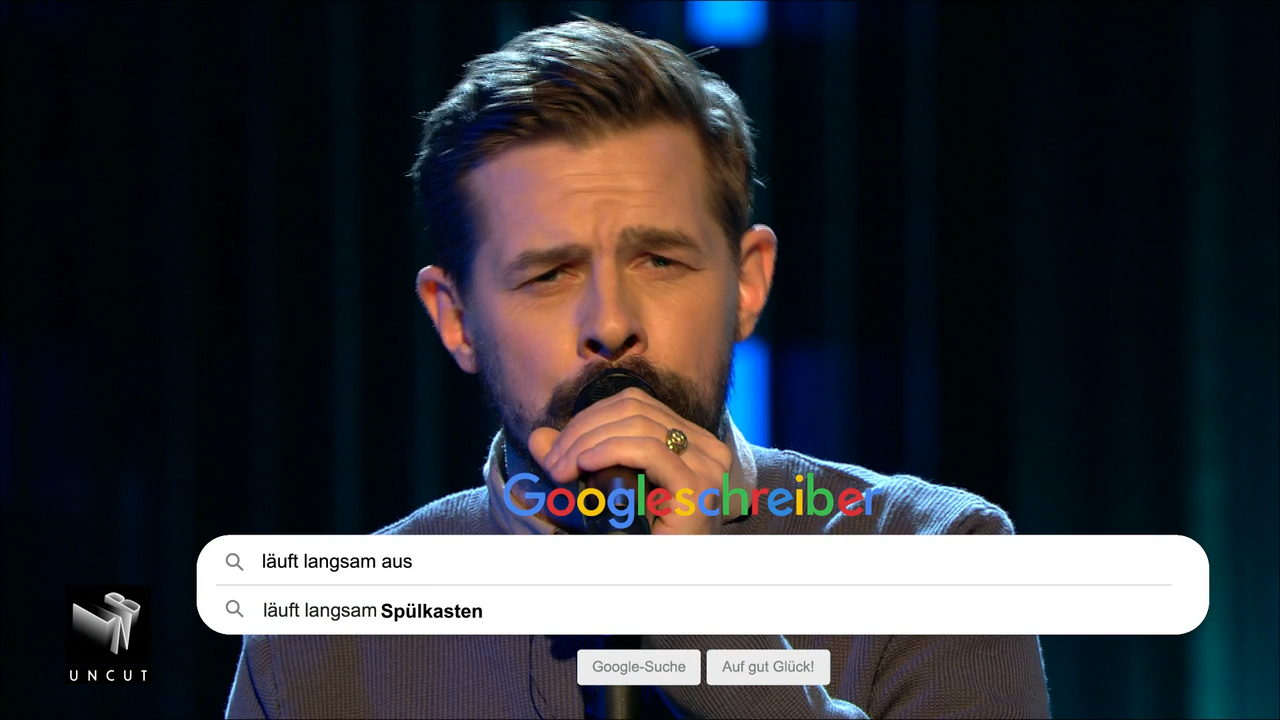 Googleschreiber
läuft langsam aus
läuft langsam Spülkasten
Google-Suche
Auf gut Glück!
UNCUT